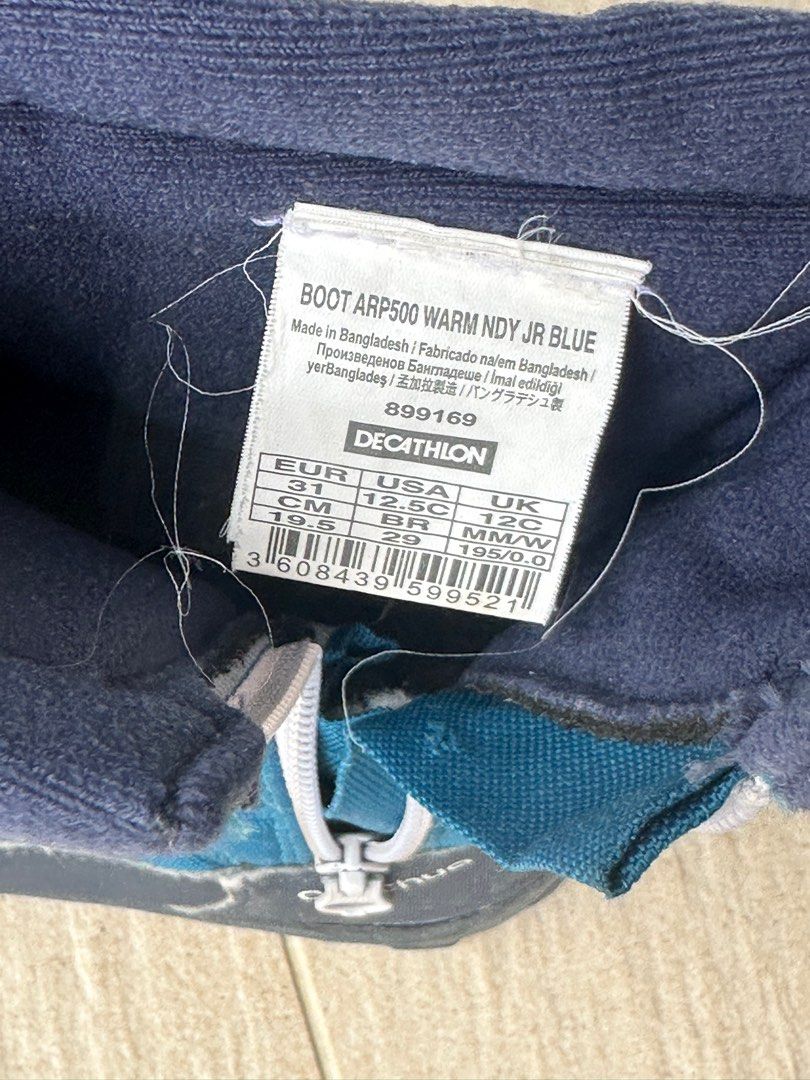 BOOT ARP500 WARM NDY JR BLUE
Made in Bangladesh / Fabricado na/em Bangladesh /
Произведенов Бангладеше / İmal edildiği
yerBangladeş / 孟加拉製造 / バングラデシュ製
899169
DECATHLON
EUR USA UK
31 12.5C 12C
CM BR MM/W
19.5 29 195/0.0
3 608439 599521